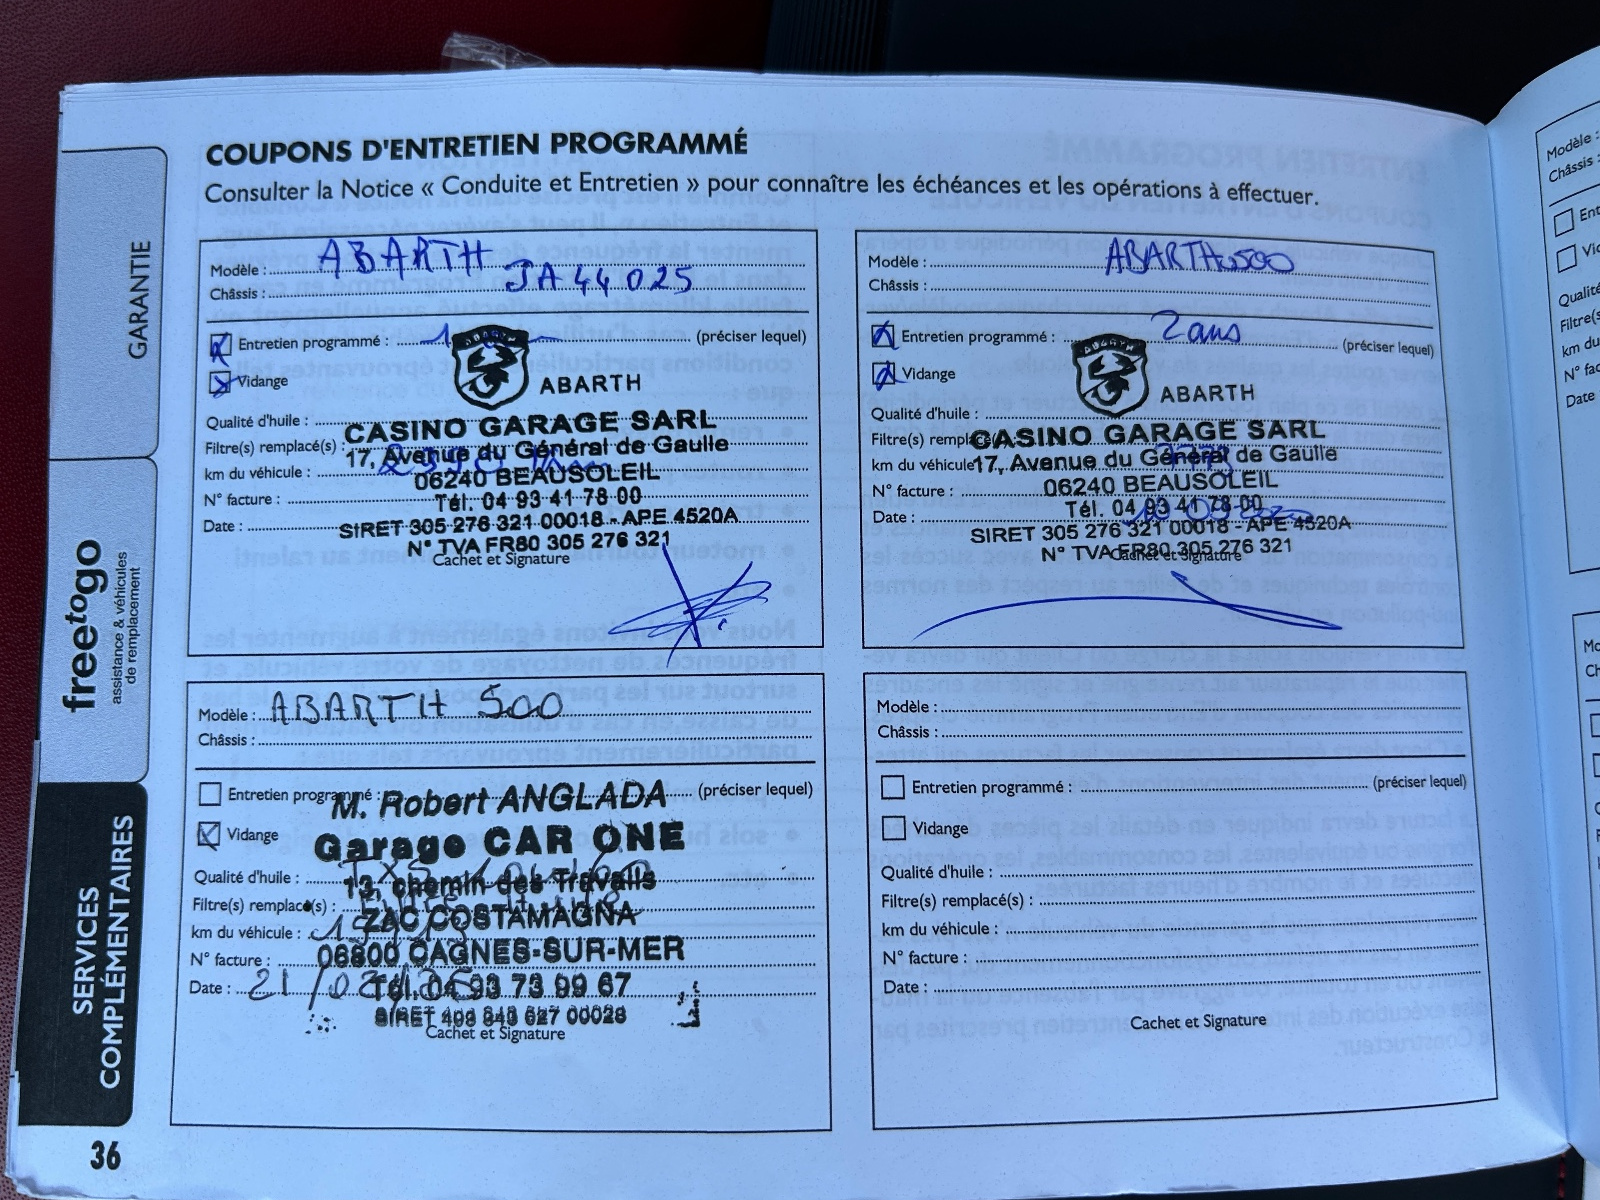 COUPONS D'ENTRETIEN PROGRAMMÉ
Consulter la Notice « Conduite et Entretien » pour connaître les échéances et les opérations à effectuer.
GARANTIE
freetogo
assistance & véhicules
de remplacement
SERVICES
COMPLÉMENTAIRES
36
Modèle : ABARTH
Châssis : JA44025
Entretien programmé : 1 (préciser lequel)
Vidange
ABARTH
Qualité d'huile :
CASINO GARAGE SARL
Filtre(s) remplacé(s) :
17, Avenue du Général de Gaulle
km du véhicule :
06240 BEAUSOLEIL
N° facture :
Tél. 04 93 41 78 00
Date :
SIRET 305 276 321 00018 - APE 4520A
N° TVA FR80 305 276 321
Cachet et Signature
Modèle : ABARTH 500
Châssis :
Entretien programmé : 2 ans (préciser lequel)
Vidange
ABARTH
Qualité d'huile :
CASINO GARAGE SARL
Filtre(s) remplacé(s) :
17, Avenue du Général de Gaulle
km du véhicule
06240 BEAUSOLEIL
N° facture :
Tél. 04 93 41 78 00
Date :
SIRET 305 276 321 00018 - APE 4520A
N° TVA FR80 305 276 321
Cachet et Signature
Modèle : ABARTH 500
Châssis :
Entretien programmé : (préciser lequel)
M. Robert ANGLADA
Vidange
Garage CAR ONE
Qualité d'huile :
13, chemin des Travails
Filtre(s) remplacé(s) :
ZAC COSTAMAGNA
km du véhicule :
N° facture :
06800 CAGNES-SUR-MER
Date : 21/02/
Tél. 04 93 73 99 67
Cachet et Signature
Modèle :
Châssis :
Entretien programmé : (préciser lequel)
Vidange
Qualité d'huile :
Filtre(s) remplacé(s) :
km du véhicule :
N° facture :
Date :
Cachet et Signature
Modèle :
Châssis :